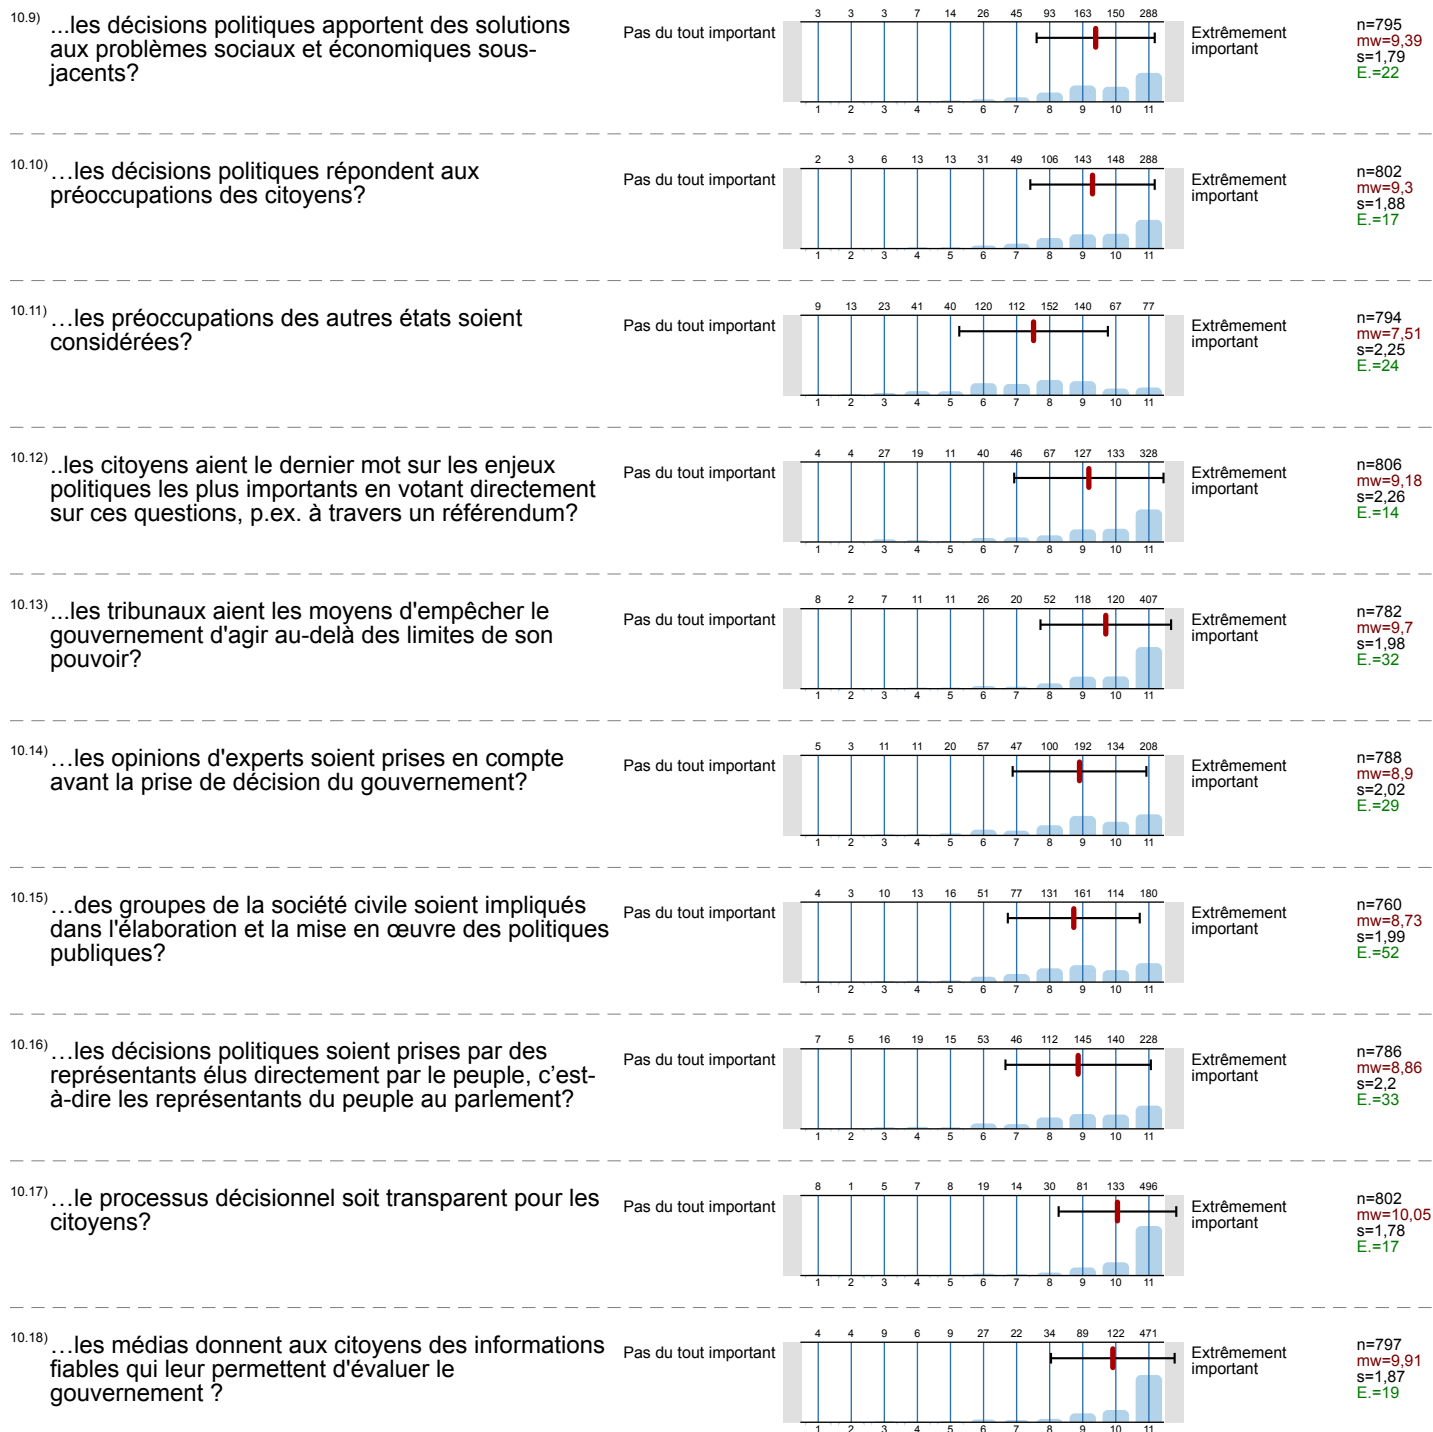 10.9) ...les décisions politiques apportent des solutions
aux problèmes sociaux et économiques sous-
jacents?
Pas du tout important
3 3 3 7 14 26 45 93 163 150 288
1 2 3 4 5 6 7 8 9 10 11
Extrêmement
important
n=795
mw=9,39
s=1,79
E.=22
10.10) …les décisions politiques répondent aux
préoccupations des citoyens?
Pas du tout important
2 3 6 13 13 31 49 106 143 148 288
1 2 3 4 5 6 7 8 9 10 11
Extrêmement
important
n=802
mw=9,3
s=1,88
E.=17
10.11) …les préoccupations des autres états soient
considérées?
Pas du tout important
9 13 23 41 40 120 112 152 140 67 77
1 2 3 4 5 6 7 8 9 10 11
Extrêmement
important
n=794
mw=7,51
s=2,25
E.=24
10.12) ..les citoyens aient le dernier mot sur les enjeux
politiques les plus importants en votant directement
sur ces questions, p.ex. à travers un référendum?
Pas du tout important
4 4 27 19 11 40 46 67 127 133 328
1 2 3 4 5 6 7 8 9 10 11
Extrêmement
important
n=806
mw=9,18
s=2,26
E.=14
10.13) ...les tribunaux aient les moyens d'empêcher le
gouvernement d'agir au-delà des limites de son
pouvoir?
Pas du tout important
8 2 7 11 11 26 20 52 118 120 407
1 2 3 4 5 6 7 8 9 10 11
Extrêmement
important
n=782
mw=9,7
s=1,98
E.=32
10.14) …les opinions d'experts soient prises en compte
avant la prise de décision du gouvernement?
Pas du tout important
5 3 11 11 20 57 47 100 192 134 208
1 2 3 4 5 6 7 8 9 10 11
Extrêmement
important
n=788
mw=8,9
s=2,02
E.=29
10.15) …des groupes de la société civile soient impliqués
dans l'élaboration et la mise en œuvre des politiques
publiques?
Pas du tout important
4 3 10 13 16 51 77 131 161 114 180
1 2 3 4 5 6 7 8 9 10 11
Extrêmement
important
n=760
mw=8,73
s=1,99
E.=52
10.16) …les décisions politiques soient prises par des
représentants élus directement par le peuple, c’est-
à-dire les représentants du peuple au parlement?
Pas du tout important
7 5 16 19 15 53 46 112 145 140 228
1 2 3 4 5 6 7 8 9 10 11
Extrêmement
important
n=786
mw=8,86
s=2,2
E.=33
10.17) …le processus décisionnel soit transparent pour les
citoyens?
Pas du tout important
8 1 5 7 8 19 14 30 81 133 496
1 2 3 4 5 6 7 8 9 10 11
Extrêmement
important
n=802
mw=10,05
s=1,78
E.=17
10.18) …les médias donnent aux citoyens des informations
fiables qui leur permettent d'évaluer le
gouvernement ?
Pas du tout important
4 4 9 6 9 27 22 34 89 122 471
1 2 3 4 5 6 7 8 9 10 11
Extrêmement
important
n=797
mw=9,91
s=1,87
E.=19